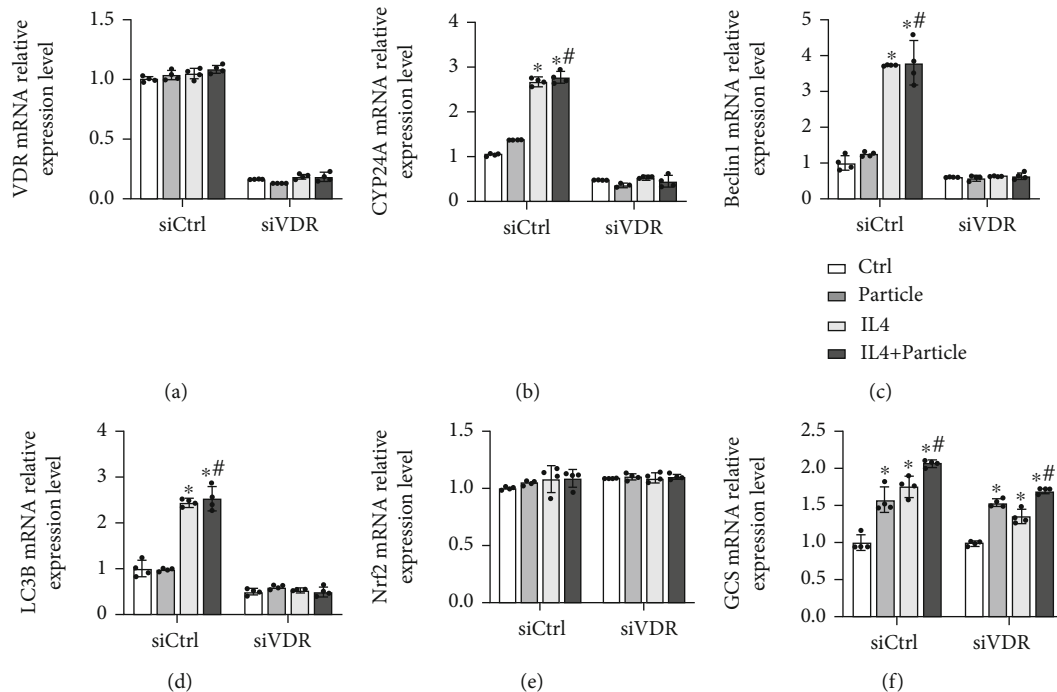 VDR mRNA relative
expression level
1.5
1.0
0.5
0.0
siCtrl
siVDR
(a)
CYP24A mRNA relative
expression level
4
3
2
1
0
*
*#
siCtrl
siVDR
(b)
Beclin1 mRNA relative
expression level
5
4
3
2
1
0
*
*#
siCtrl
siVDR
Ctrl
Particle
IL4
IL4+Particle
(c)
LC3B mRNA relative
expression level
4
3
2
1
0
*
*#
siCtrl
siVDR
(d)
Nrf2 mRNA relative
expression level
1.5
1.0
0.5
0.0
siCtrl
siVDR
(e)
GCS mRNA relative
expression level
2.5
2.0
1.5
1.0
0.5
0.0
*
*
*#
*
*
*#
siCtrl
siVDR
(f)